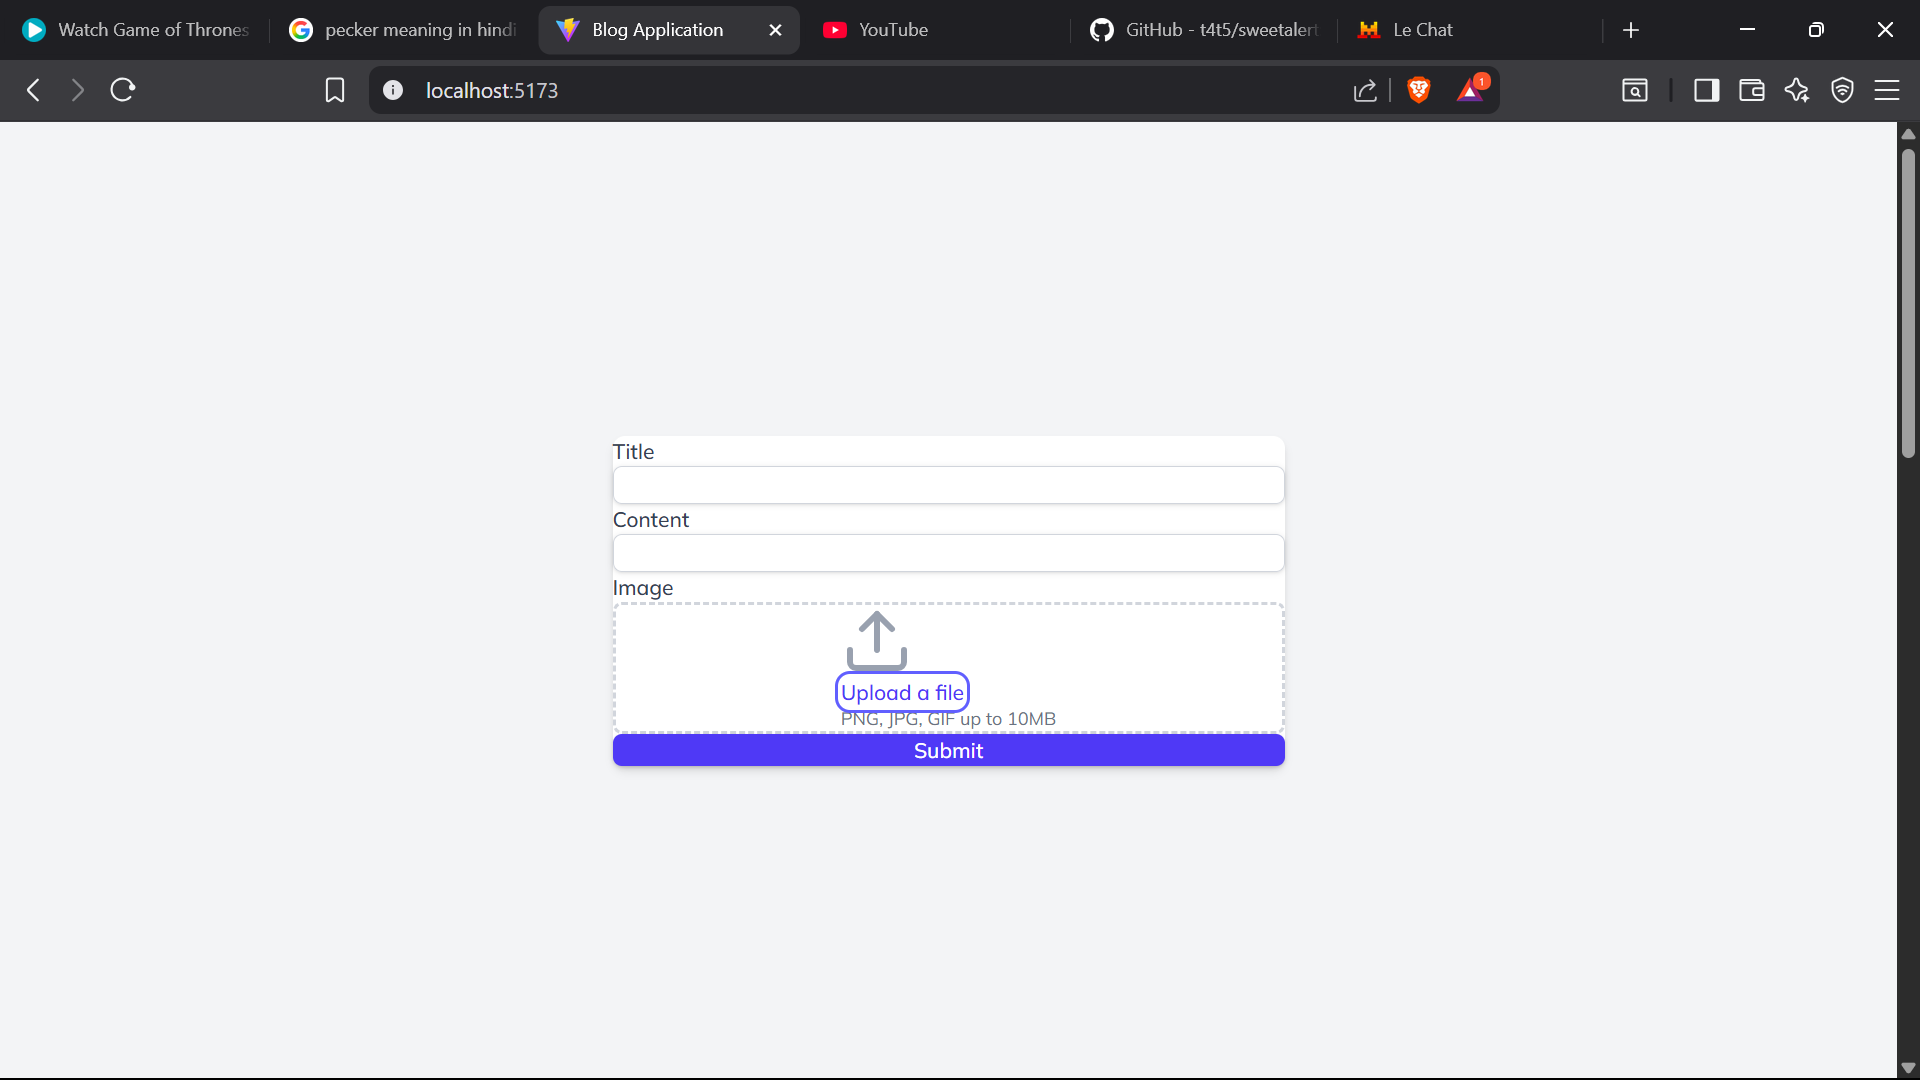 Watch Game of Thrones
pecker meaning in hindi
Blog Application
YouTube
GitHub - t4t5/sweetalert
Le Chat
localhost:5173
1
Title
Content
Image
Upload a file
PNG, JPG, GIF up to 10MB
Submit